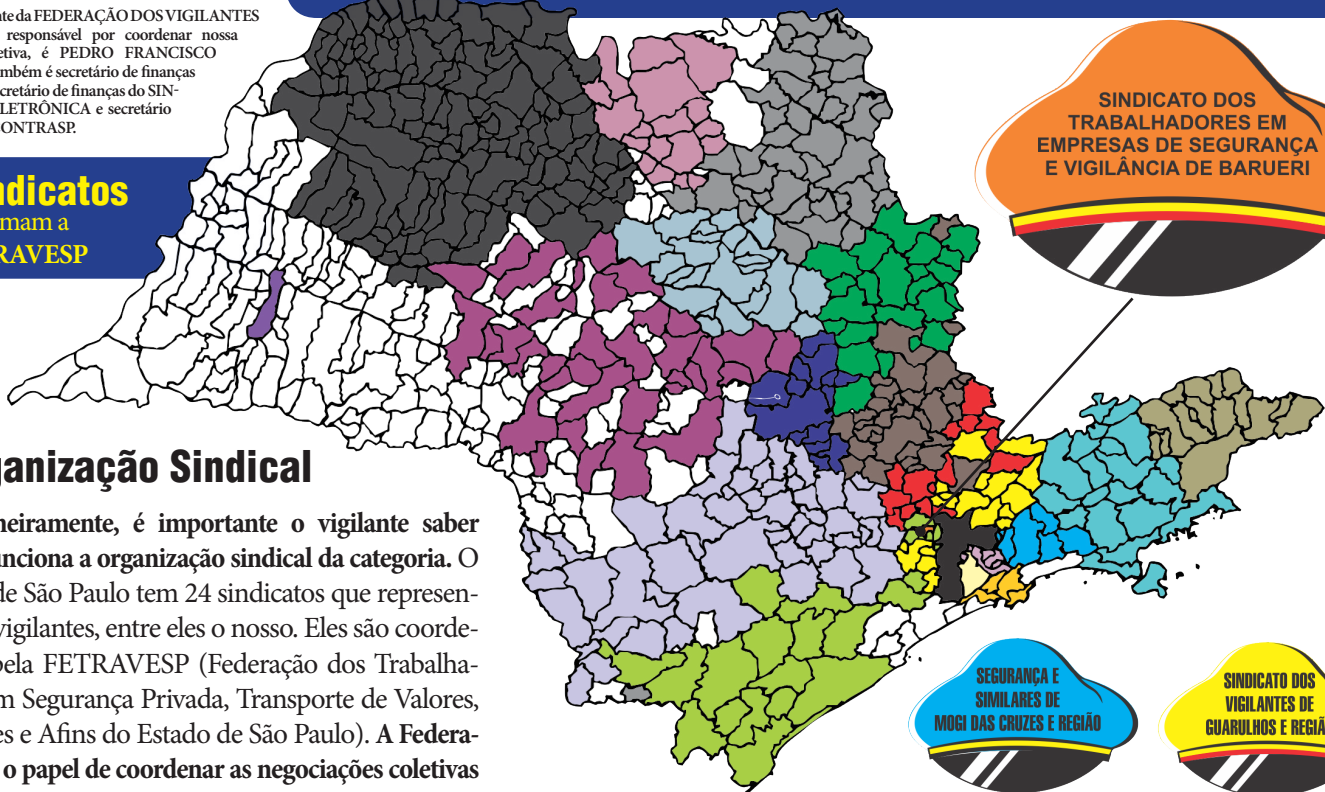 te da FEDERAÇÃO DOS VIGILANTES
responsável por coordenar nossa
etiva, é PEDRO FRANCISCO
mbém é secretário de finanças
cretário de finanças do SIN-
LETRÔNICA e secretário
ONTRASP.
ndicatos
mam a
RAVESP
ganização Sindical
neiramente, é importante o vigilante saber
unciona a organização sindical da categoria. O
de São Paulo tem 24 sindicatos que represen-
vigilantes, entre eles o nosso. Eles são coorde-
pela FETRAVESP (Federação dos Trabalha-
m Segurança Privada, Transporte de Valores,
es e Afins do Estado de São Paulo). A Federa-
o papel de coordenar as negociações coletivas
SINDICATO DOS
TRABALHADORES EM
EMPRESAS DE SEGURANÇA
E VIGILÂNCIA DE BARUERI
SEGURANÇA E
SIMILARES DE
MOGI DAS CRUZES E REGIÃO
SINDICATO DOS
VIGILANTES DE
GUARULHOS E REGIÃ